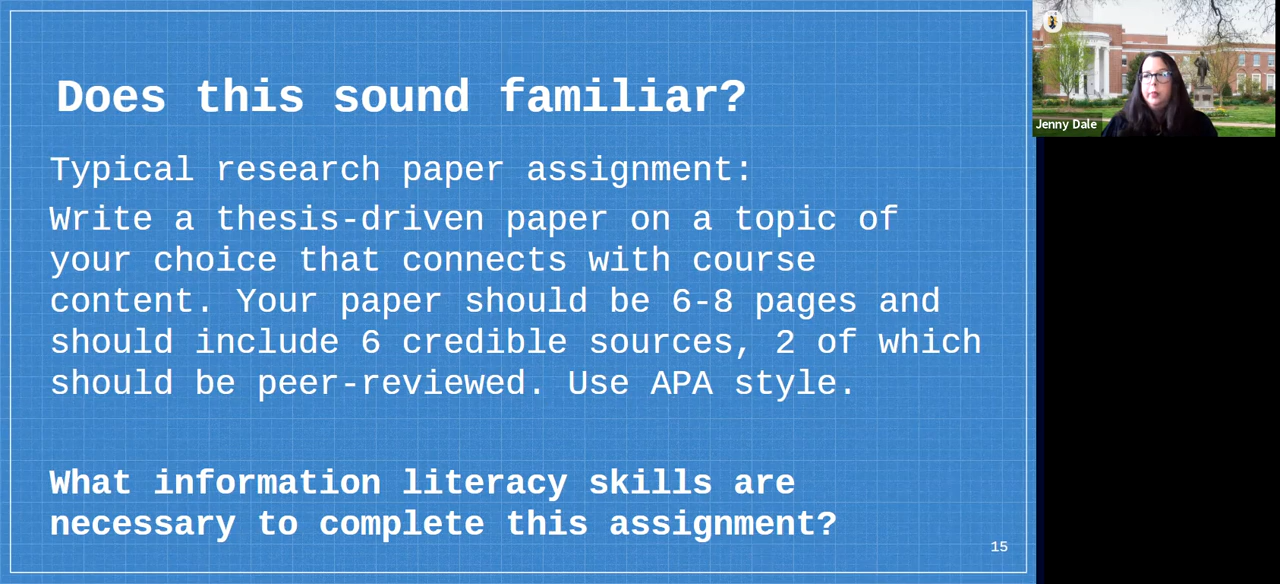 Does this sound familiar?
Typical research paper assignment:
Write a thesis-driven paper on a topic of
your choice that connects with course
content. Your paper should be 6-8 pages and
should include 6 credible sources, 2 of which
should be peer-reviewed. Use APA style.
What information literacy skills are
necessary to complete this assignment?
15
Jenny Dale